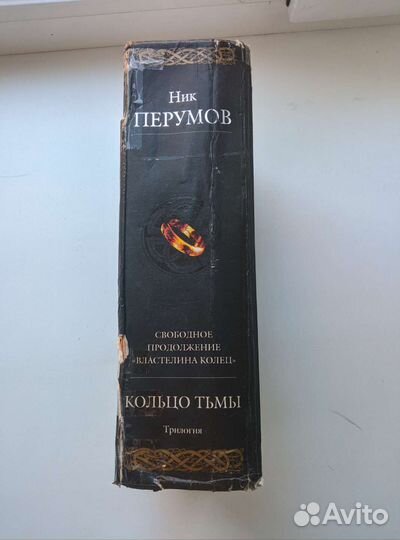 Ник
ПЕРУМОВ
СВОБОДНОЕ
ПРОДОЛЖЕНИЕ
«ВЛАСТЕЛИНА КОЛЕЦ»
КОЛЬЦО ТЬМЫ
Трилогия
Avito